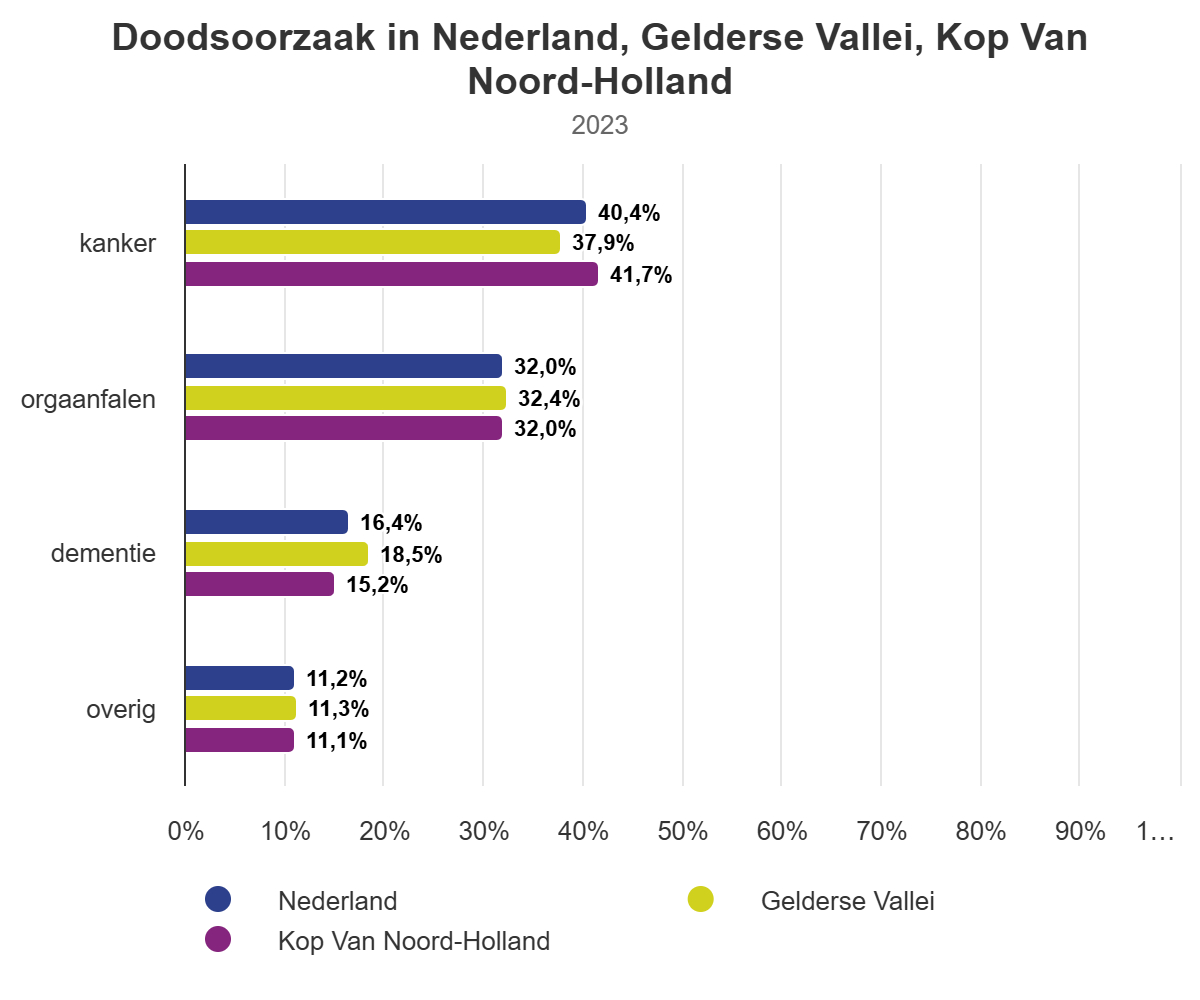 Doodsoorzaak in Nederland, Gelderse Vallei, Kop Van
Noord-Holland
2023
kanker
40,4%
37,9%
41,7%
orgaanfalen
32,0%
32,4%
32,0%
dementie
16,4%
18,5%
15,2%
overig
11,2%
11,3%
11,1%
0% 10% 20% 30% 40% 50% 60% 70% 80% 90% 1…
Nederland Gelderse Vallei
Kop Van Noord-Holland